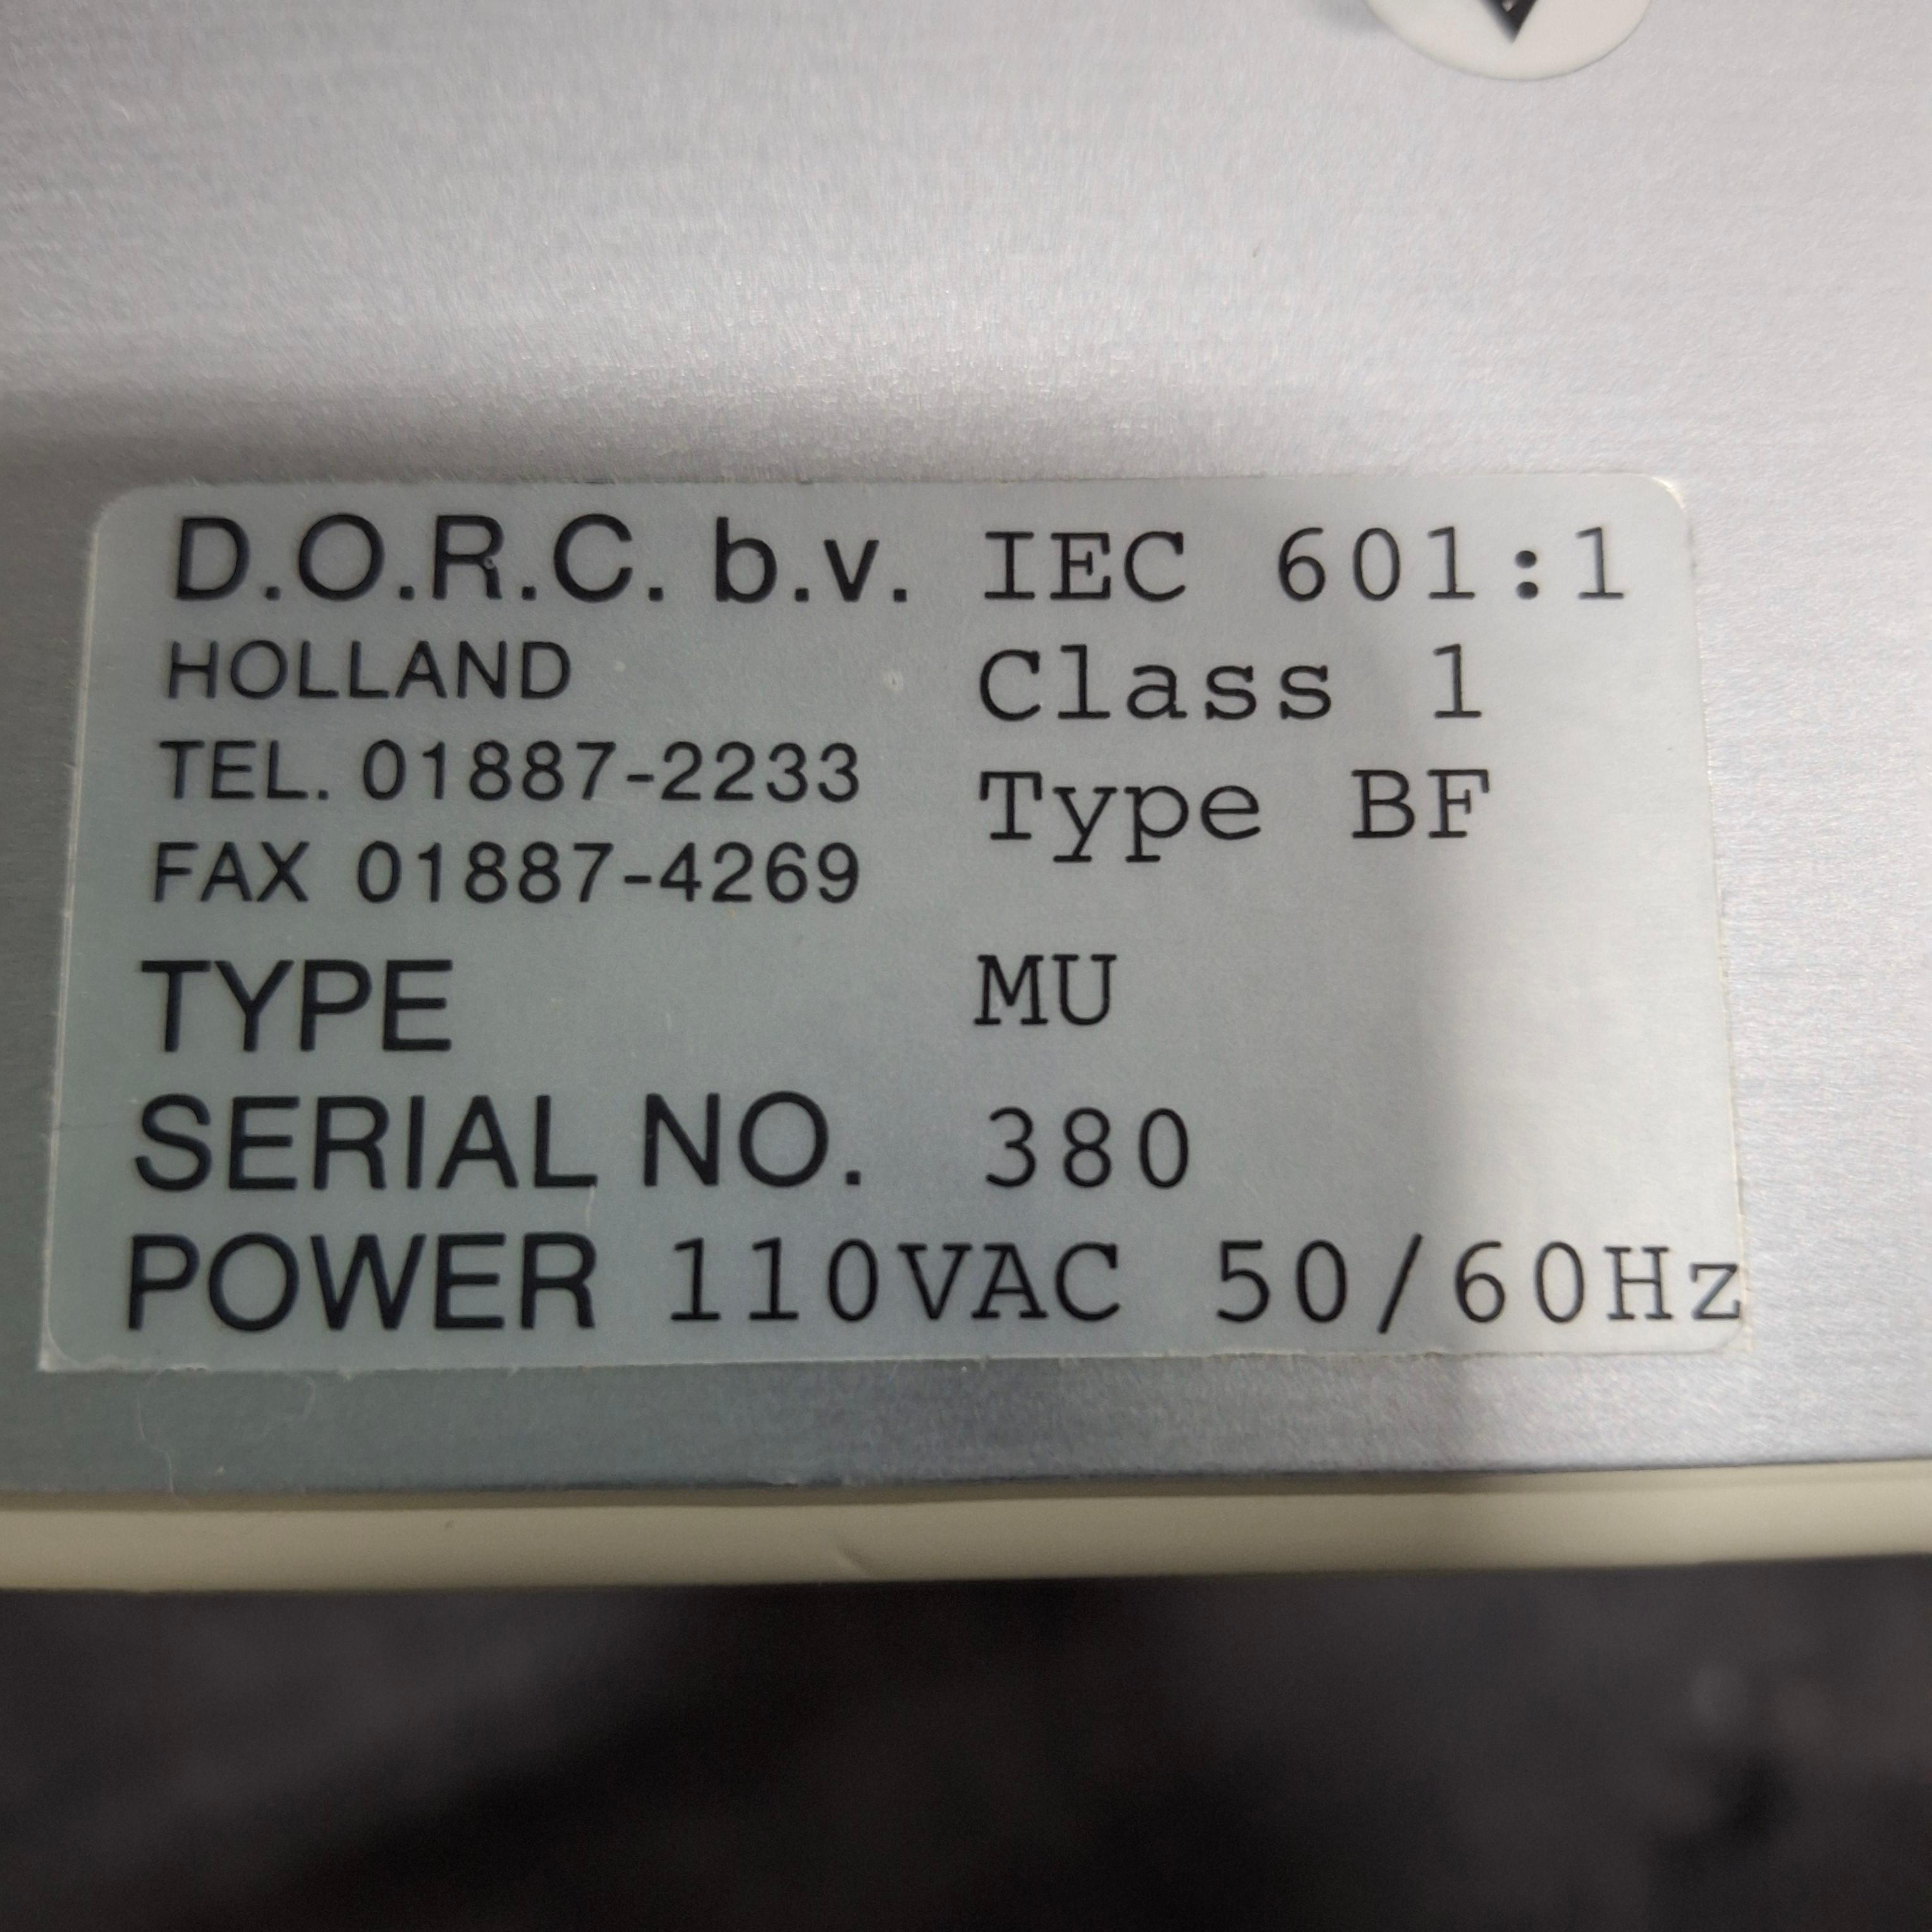 D.O.R.C. b.v. IEC 601:1
HOLLAND Class 1
TEL. 01887-2233 Type BF
FAX 01887-4269
TYPE MU
SERIAL NO. 380
POWER 110VAC 50/60Hz